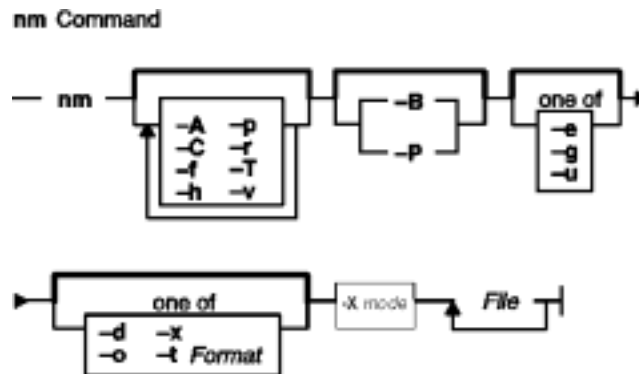 nm Command
nm
-A -p
-C -r
-f -T
-h -v
-B
-P
one of
-e
-g
-u
one of
-d -x
-o -t Format
-X mode
File